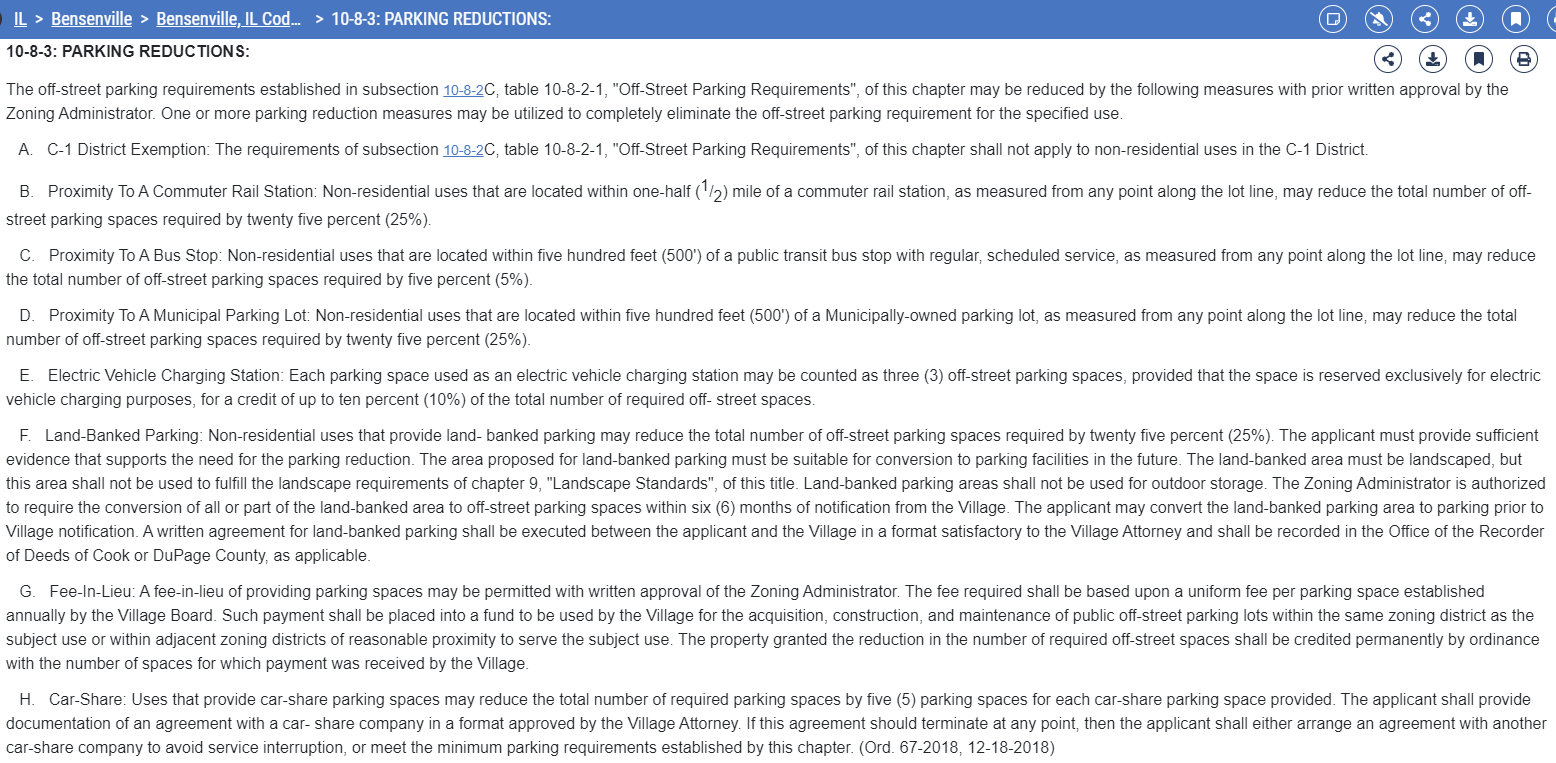 IL > Bensenville > Bensenville, IL Cod... > 10-8-3: PARKING REDUCTIONS:
10-8-3: PARKING REDUCTIONS:
The off-street parking requirements established in subsection 10-8-2C, table 10-8-2-1, "Off-Street Parking Requirements", of this chapter may be reduced by the following measures with prior written approval by the
Zoning Administrator. One or more parking reduction measures may be utilized to completely eliminate the off-street parking requirement for the specified use.
A. C-1 District Exemption: The requirements of subsection 10-8-2C, table 10-8-2-1, "Off-Street Parking Requirements", of this chapter shall not apply to non-residential uses in the C-1 District.
B. Proximity To A Commuter Rail Station: Non-residential uses that are located within one-half (1/2) mile of a commuter rail station, as measured from any point along the lot line, may reduce the total number of off-
street parking spaces required by twenty five percent (25%).
C. Proximity To A Bus Stop: Non-residential uses that are located within five hundred feet (500') of a public transit bus stop with regular, scheduled service, as measured from any point along the lot line, may reduce
the total number of off-street parking spaces required by five percent (5%).
D. Proximity To A Municipal Parking Lot: Non-residential uses that are located within five hundred feet (500') of a Municipally-owned parking lot, as measured from any point along the lot line, may reduce the total
number of off-street parking spaces required by twenty five percent (25%).
E. Electric Vehicle Charging Station: Each parking space used as an electric vehicle charging station may be counted as three (3) off-street parking spaces, provided that the space is reserved exclusively for electric
vehicle charging purposes, for a credit of up to ten percent (10%) of the total number of required off- street spaces.
F. Land-Banked Parking: Non-residential uses that provide land- banked parking may reduce the total number of off-street parking spaces required by twenty five percent (25%). The applicant must provide sufficient
evidence that supports the need for the parking reduction. The area proposed for land-banked parking must be suitable for conversion to parking facilities in the future. The land-banked area must be landscaped, but
this area shall not be used to fulfill the landscape requirements of chapter 9, "Landscape Standards", of this title. Land-banked parking areas shall not be used for outdoor storage. The Zoning Administrator is authorized
to require the conversion of all or part of the land-banked area to off-street parking spaces within six (6) months of notification from the Village. The applicant may convert the land-banked parking area to parking prior to
Village notification. A written agreement for land-banked parking shall be executed between the applicant and the Village in a format satisfactory to the Village Attorney and shall be recorded in the Office of the Recorder
of Deeds of Cook or DuPage County, as applicable.
G. Fee-In-Lieu: A fee-in-lieu of providing parking spaces may be permitted with written approval of the Zoning Administrator. The fee required shall be based upon a uniform fee per parking space established
annually by the Village Board. Such payment shall be placed into a fund to be used by the Village for the acquisition, construction, and maintenance of public off-street parking lots within the same zoning district as the
subject use or within adjacent zoning districts of reasonable proximity to serve the subject use. The property granted the reduction in the number of required off-street spaces shall be credited permanently by ordinance
with the number of spaces for which payment was received by the Village.
H. Car-Share: Uses that provide car-share parking spaces may reduce the total number of required parking spaces by five (5) parking spaces for each car-share parking space provided. The applicant shall provide
documentation of an agreement with a car- share company in a format approved by the Village Attorney. If this agreement should terminate at any point, then the applicant shall either arrange an agreement with another
car-share company to avoid service interruption, or meet the minimum parking requirements established by this chapter. (Ord. 67-2018, 12-18-2018)